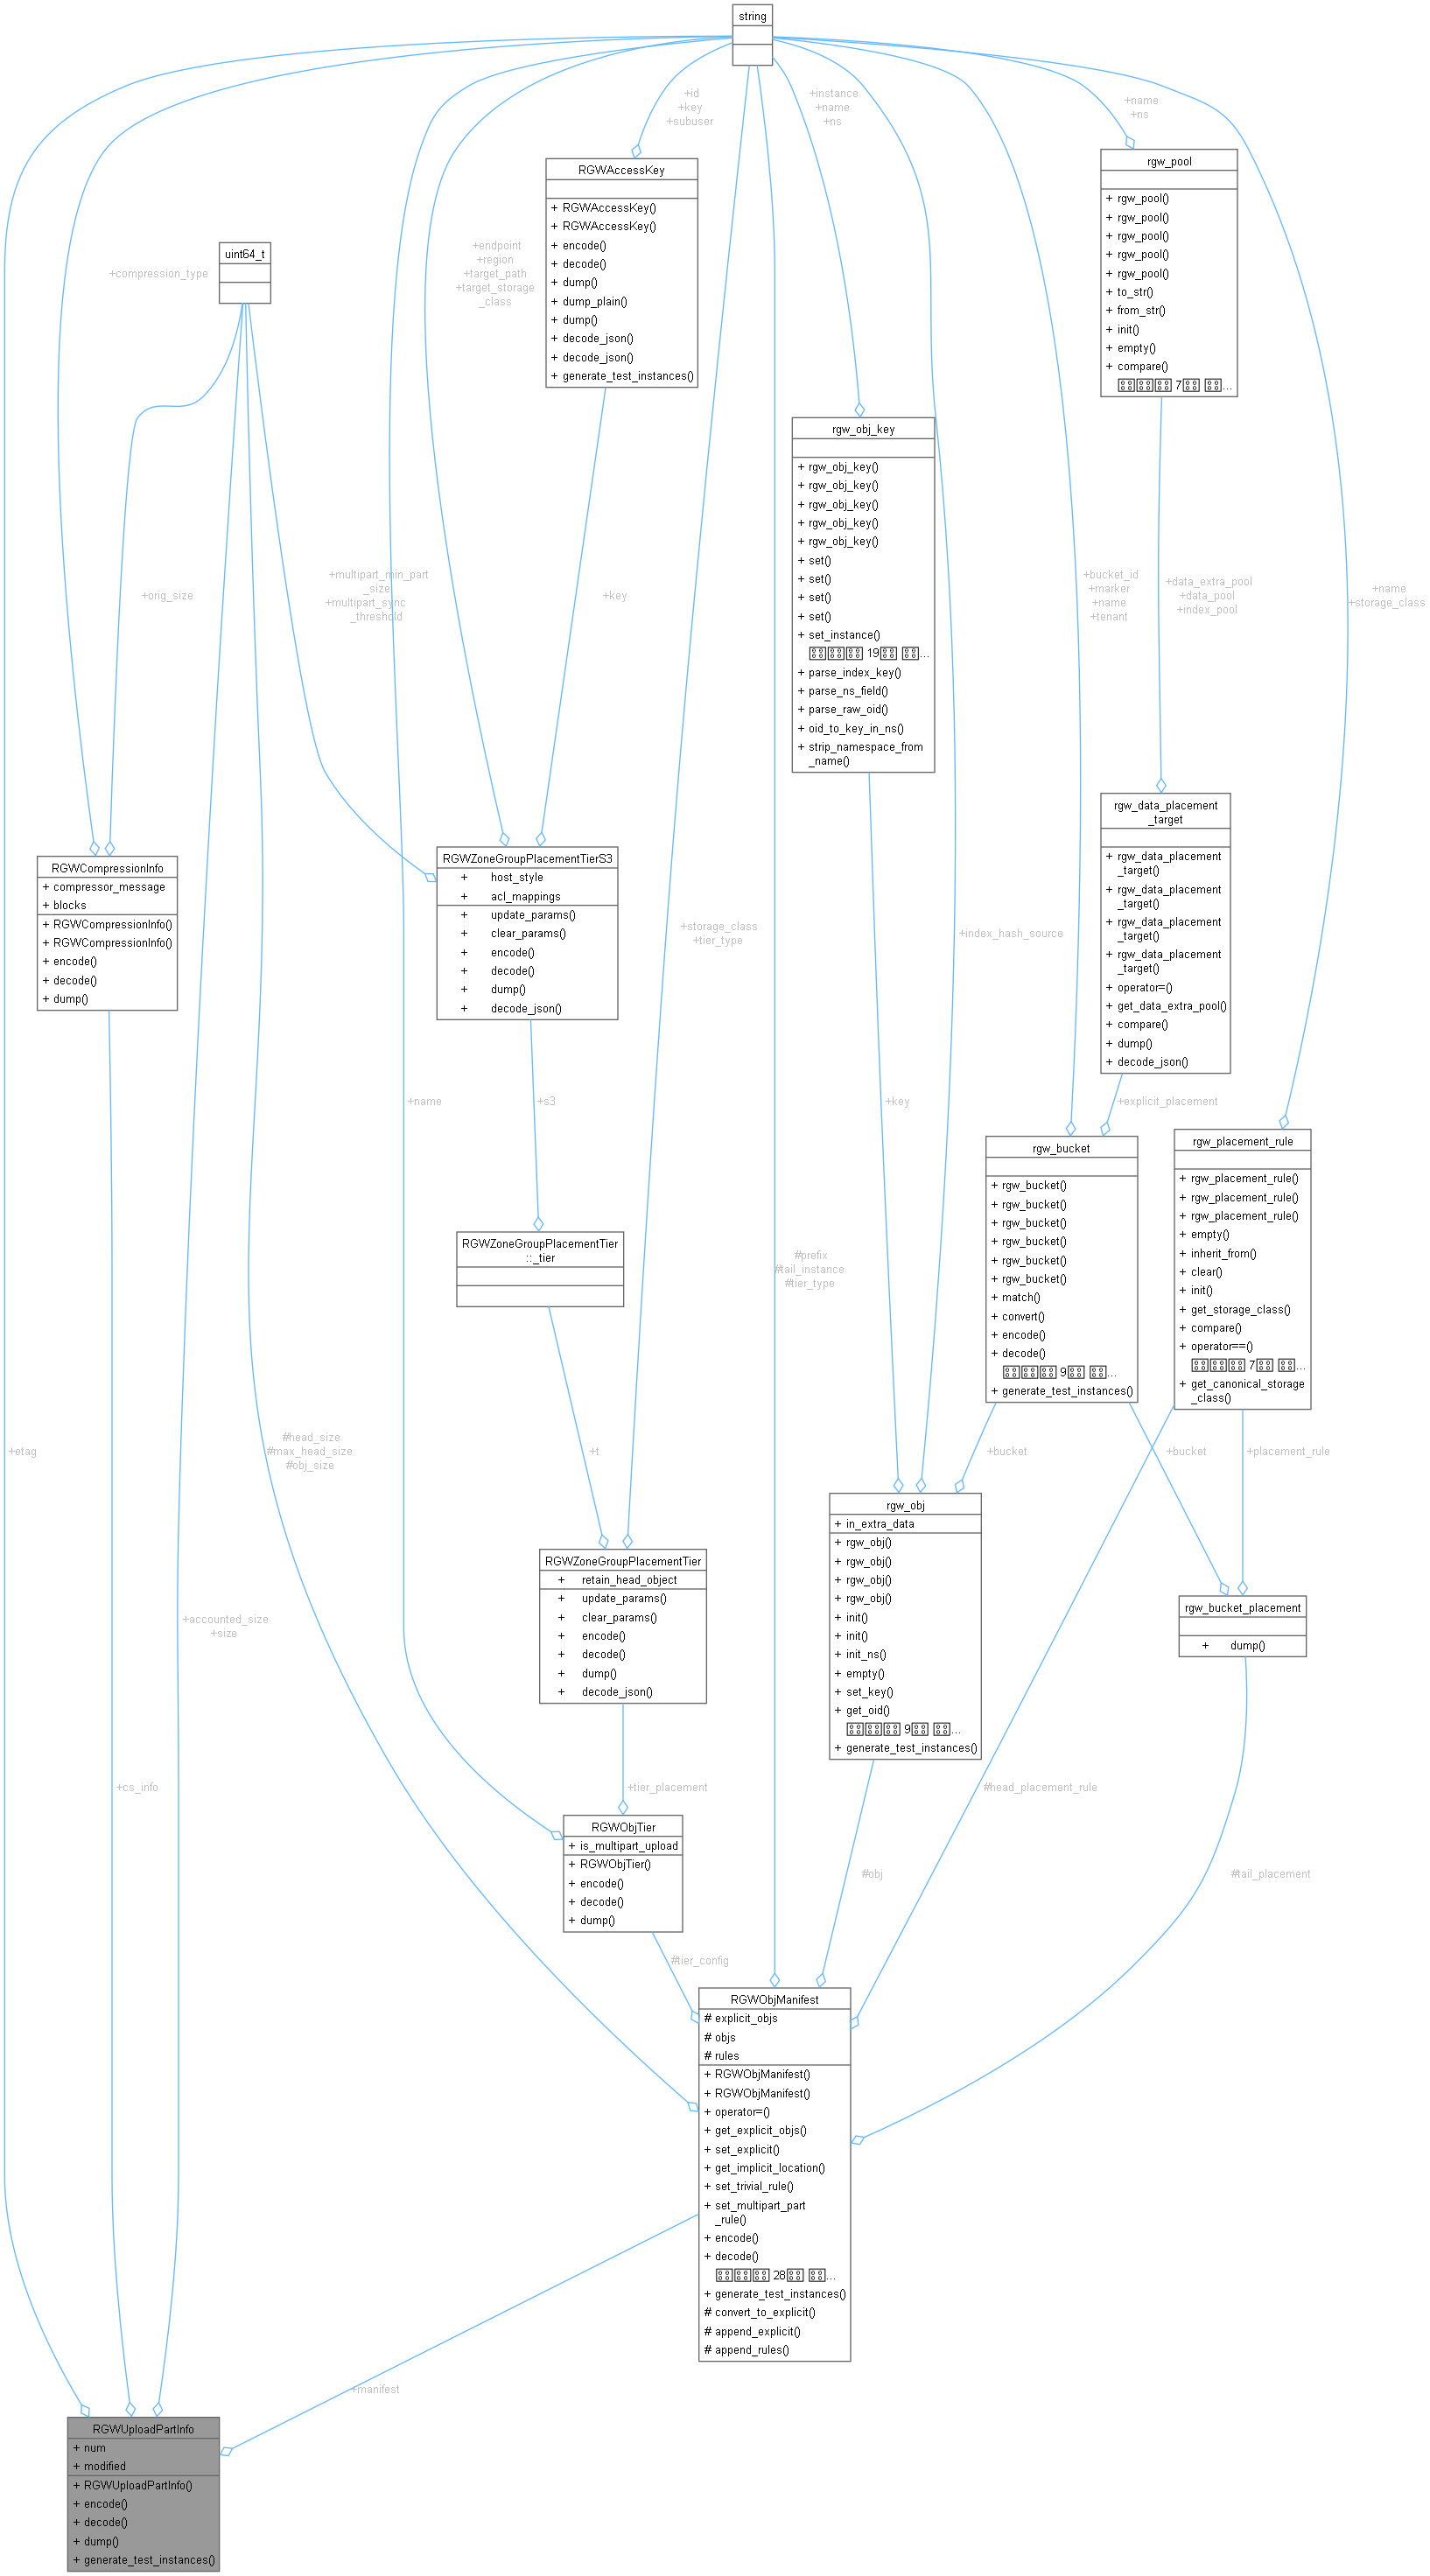 string
+id
+key
+subuser
+instance
+name
+ns
+name
+ns
RGWAccessKey
+ RGWAccessKey()
+ RGWAccessKey()
+ encode()
+ decode()
+ dump()
+ dump_plain()
+ dump()
+ decode_json()
+ decode_json()
+ generate_test_instances()
rgw_pool
+ rgw_pool()
+ rgw_pool()
+ rgw_pool()
+ rgw_pool()
+ rgw_pool()
+ to_str()
+ from_str()
+ init()
+ empty()
+ compare()
7 ...
uint64_t
+compression_type
+endpoint
+region
+target_path
+target_storage
_class
rgw_obj_key
+ rgw_obj_key()
+ rgw_obj_key()
+ rgw_obj_key()
+ rgw_obj_key()
+ rgw_obj_key()
+ set()
+ set()
+ set()
+ set()
+ set_instance()
19 ...
+ parse_index_key()
+ parse_ns_field()
+ parse_raw_oid()
+ oid_to_key_in_ns()
+ strip_namespace_from
_name()
+orig_size
+multipart_min_part
_size
+multipart_sync
_threshold
+key
+bucket_id
+marker
+name
+tenant
+data_extra_pool
+data_pool
+index_pool
+name
+storage_class
rgw_data_placement
_target
+ rgw_data_placement
_target()
+ rgw_data_placement
_target()
+ rgw_data_placement
_target()
+ rgw_data_placement
_target()
+ operator=()
+ get_data_extra_pool()
+ compare()
+ dump()
+ decode_json()
RGWCompressionInfo
+ compressor_message
+ blocks
+ RGWCompressionInfo()
+ RGWCompressionInfo()
+ encode()
+ decode()
+ dump()
RGWZoneGroupPlacementTierS3
+ host_style
+ acl_mappings
+ update_params()
+ clear_params()
+ encode()
+ decode()
+ dump()
+ decode_json()
+storage_class
+tier_type
+index_hash_source
+name
+s3
+key
+explicit_placement
rgw_bucket
+ rgw_bucket()
+ rgw_bucket()
+ rgw_bucket()
+ rgw_bucket()
+ rgw_bucket()
+ rgw_bucket()
+ match()
+ convert()
+ encode()
+ decode()
9 ...
+ generate_test_instances()
rgw_placement_rule
+ rgw_placement_rule()
+ rgw_placement_rule()
+ rgw_placement_rule()
+ empty()
+ inherit_from()
+ clear()
+ init()
+ get_storage_class()
+ compare()
+ operator==()
7 ...
+ get_canonical_storage
_class()
RGWZoneGroupPlacementTier
::_tier
#prefix
#tail_instance
#tier_type
+etag
#head_size
#max_head_size
#obj_size
+t
+bucket
+bucket
+placement_rule
rgw_obj
+ in_extra_data
+ rgw_obj()
+ rgw_obj()
+ rgw_obj()
+ rgw_obj()
+ init()
+ init()
+ init_ns()
+ empty()
+ set_key()
+ get_oid()
9 ...
+ generate_test_instances()
RGWZoneGroupPlacementTier
+ retain_head_object
+ update_params()
+ clear_params()
+ encode()
+ decode()
+ dump()
+ decode_json()
rgw_bucket_placement
+ dump()
+accounted_size
+size
+cs_info
+tier_placement
#head_placement_rule
RGWObjTier
+ is_multipart_upload
+ RGWObjTier()
+ encode()
+ decode()
+ dump()
#obj
#tail_placement
#tier_config
RGWObjManifest
# explicit_objs
# objs
# rules
+ RGWObjManifest()
+ RGWObjManifest()
+ operator=()
+ get_explicit_objs()
+ set_explicit()
+ get_implicit_location()
+ set_trivial_rule()
+ set_multipart_part
_rule()
+ encode()
+ decode()
28 ...
+ generate_test_instances()
# convert_to_explicit()
# append_explicit()
# append_rules()
+manifest
RGWUploadPartInfo
+ num
+ modified
+ RGWUploadPartInfo()
+ encode()
+ decode()
+ dump()
+ generate_test_instances()